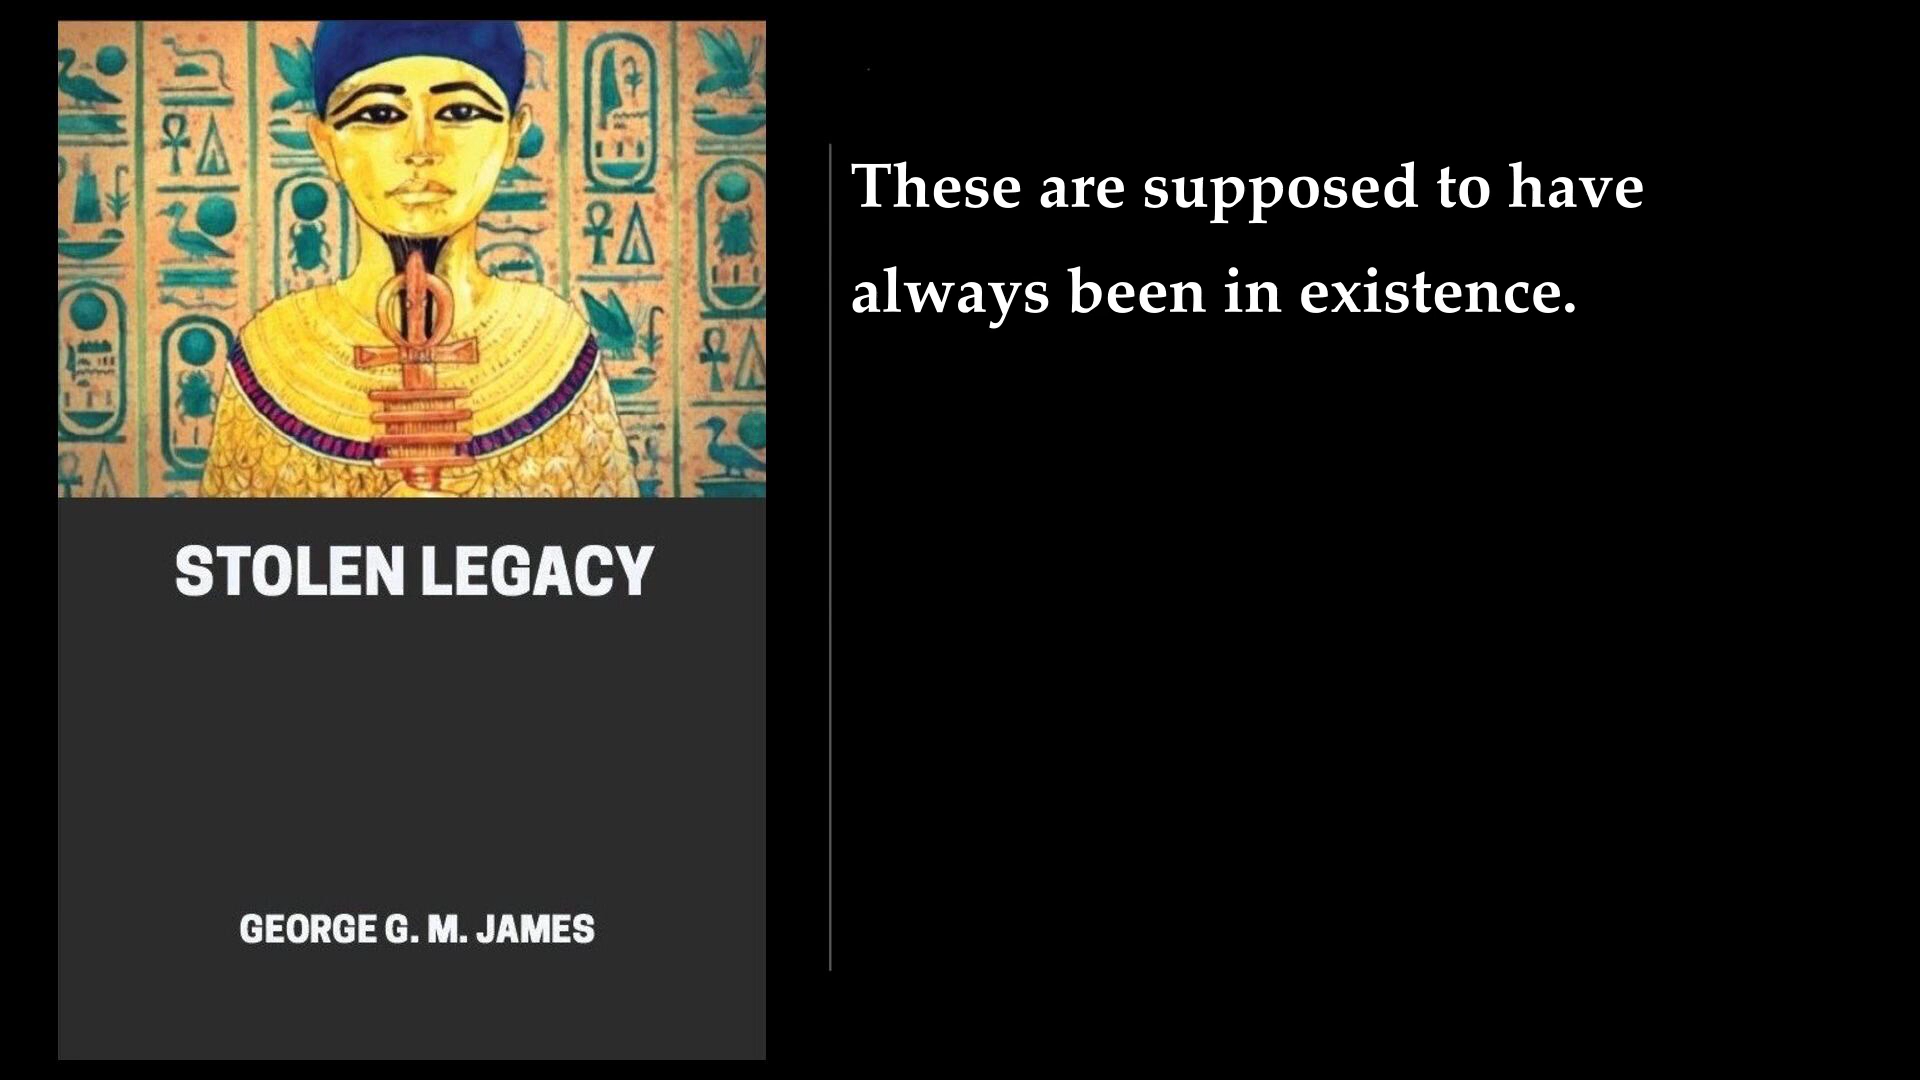 STOLEN LEGACY
GEORGE G. M. JAMES
These are supposed to have
always been in existence.